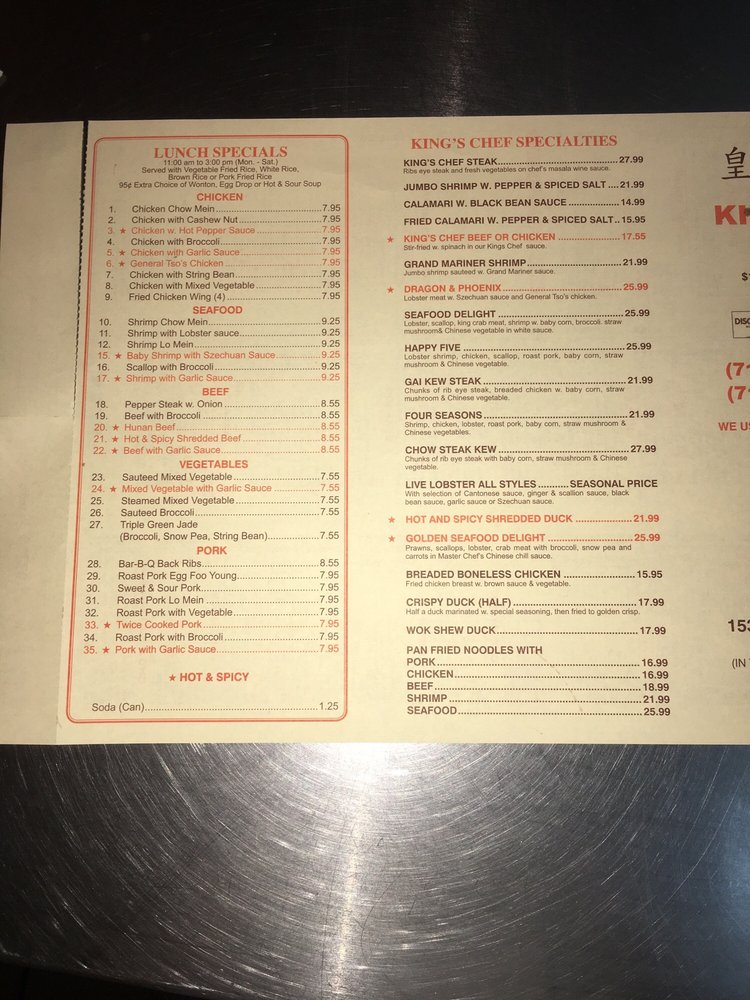 LUNCH SPECIALS
11:00 am to 3:00 pm (Mon. - Sat.)
Served with Vegetable Fried Rice, White Rice,
Brown Rice or Pork Fried Rice
95¢ Extra Choice of Wonton, Egg Drop or Hot & Sour Soup
CHICKEN
1. Chicken Chow Mein 7.95
2. Chicken with Cashew Nut 7.95
3. ★ Chicken w. Hot Pepper Sauce 7.95
4. Chicken with Broccoli 7.95
5. ★ Chicken with Garlic Sauce 7.95
6. ★ General Tso's Chicken 7.95
7. Chicken with String Bean 7.95
8. Chicken with Mixed Vegetable 7.95
9. Fried Chicken Wing (4) 7.95
SEAFOOD
10. Shrimp Chow Mein 9.25
11. Shrimp with Lobster sauce 9.25
12. Shrimp Lo Mein 9.25
15. ★ Baby Shrimp with Szechuan Sauce 9.25
16. Scallop with Broccoli 9.25
17. ★ Shrimp with Garlic Sauce 9.25
BEEF
18. Pepper Steak w. Onion 8.55
19. Beef with Broccoli 8.55
20. ★ Hunan Beef 8.55
21. ★ Hot & Spicy Shredded Beef 8.55
22. ★ Beef with Garlic Sauce 8.55
VEGETABLES
23. Sauteed Mixed Vegetable 7.55
24. ★ Mixed Vegetable with Garlic Sauce 7.55
25. Steamed Mixed Vegetable 7.55
26. Sauteed Broccoli 7.55
27. Triple Green Jade
(Broccoli, Snow Pea, String Bean) 7.55
PORK
28. Bar-B-Q Back Ribs 8.55
29. Roast Pork Egg Foo Young 7.95
30. Sweet & Sour Pork 7.95
31. Roast Pork Lo Mein 7.95
32. Roast Pork with Vegetable 7.95
33. ★ Twice Cooked Pork 7.95
34. Roast Pork with Broccoli 7.95
35. ★ Pork with Garlic Sauce 7.95
★ HOT & SPICY
Soda (Can) 1.25
KING'S CHEF SPECIALTIES
KING'S CHEF STEAK 27.99
Ribs eye steak and fresh vegetables on chef's masala wine sauce.
JUMBO SHRIMP W. PEPPER & SPICED SALT 21.99
CALAMARI W. BLACK BEAN SAUCE 14.99
FRIED CALAMARI W. PEPPER & SPICED SALT 15.95
★ KING'S CHEF BEEF OR CHICKEN 17.55
Stir-fried w. spinach in our Kings Chef sauce.
GRAND MARINER SHRIMP 21.99
Jumbo shrimp sauteed w. Grand Mariner sauce.
★ DRAGON & PHOENIX 25.99
Lobster meat w. Szechuan sauce and General Tso's chicken.
SEAFOOD DELIGHT 25.99
Lobster, scallop, king crab meat, shrimp w. baby corn, broccoli. straw
mushroom& Chinese vegetable in white sauce.
HAPPY FIVE 25.99
Lobster shrimp, chicken, scallop, roast pork, baby corn, straw
mushroom & Chinese vegetable.
GAI KEW STEAK 21.99
Chunks of rib eye steak, breaded chicken w. baby corn, straw
mushroom & Chinese vegetable.
FOUR SEASONS 21.99
Shrimp, chicken, lobster, roast pork, baby corn, straw mushroom &
Chinese vegetables.
CHOW STEAK KEW 27.99
Chunks of rib eye steak with baby corn, straw mushroom & Chinese
vegetable.
LIVE LOBSTER ALL STYLES SEASONAL PRICE
With selection of Cantonese sauce, ginger & scallion sauce, black
bean sauce, garlic sauce or Szechuan sauce.
★ HOT AND SPICY SHREDDED DUCK 21.99
★ GOLDEN SEAFOOD DELIGHT 25.99
Prawns, scallops, lobster, crab meat with broccoli, snow pea and
carrots in Master Chef's Chinese chill sauce.
BREADED BONELESS CHICKEN 15.95
Fried chicken breast w. brown sauce & vegetable.
CRISPY DUCK (HALF) 17.99
Half a duck marinated w. special seasoning, then fried to golden crisp.
WOK SHEW DUCK 17.99
PAN FRIED NOODLES WITH
PORK 16.99
CHICKEN 16.99
BEEF 18.99
SHRIMP 21.99
SEAFOOD 25.99
皇
(7
(7
WE US
153
(IN